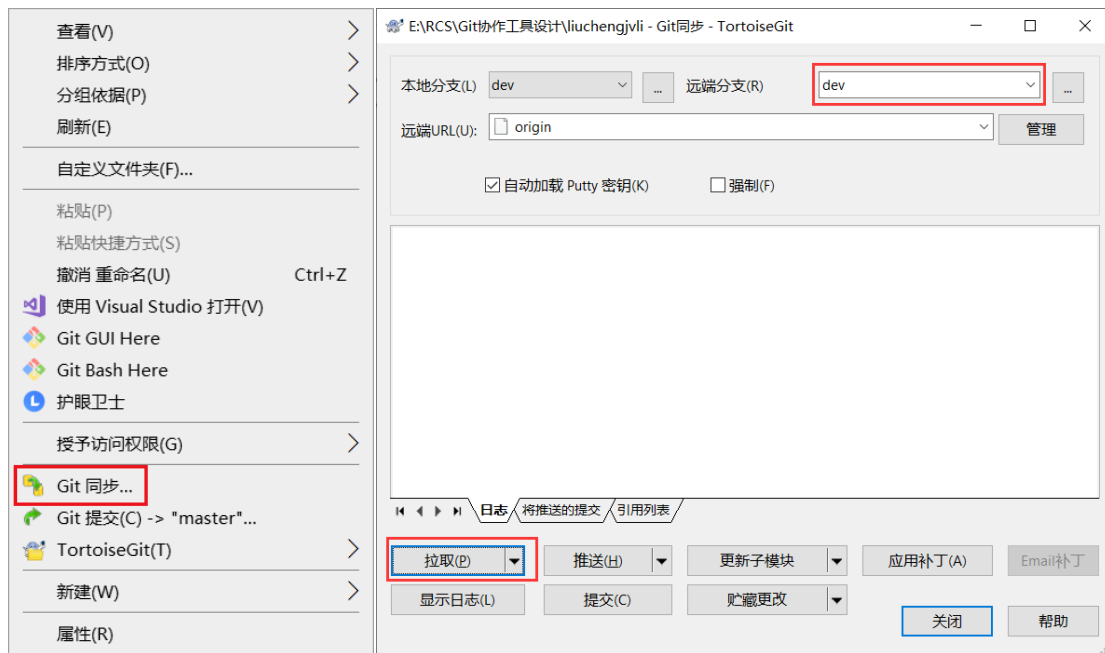 查看(V)
排序方式(O)
分组依据(P)
刷新(E)
自定义文件夹(F)...
粘贴(P)
粘贴快捷方式(S)
撤消 重命名(U) Ctrl+Z
使用 Visual Studio 打开(V)
Git GUI Here
Git Bash Here
护眼卫士
授予访问权限(G)
Git 同步...
Git 提交(C) -> "master"...
TortoiseGit(T)
新建(W)
属性(R)
E:\RCS\Git协作工具设计\liuchengjvli - Git同步 - TortoiseGit
本地分支(L) dev ... 远端分支(R) dev ...
远端URL(U): origin 管理
自动加载 Putty 密钥(K) 强制(F)
日志 将推送的提交 引用列表
拉取(P) 推送(H) 更新子模块 应用补丁(A) Email补丁
显示日志(L) 提交(C) 贮藏更改
关闭 帮助